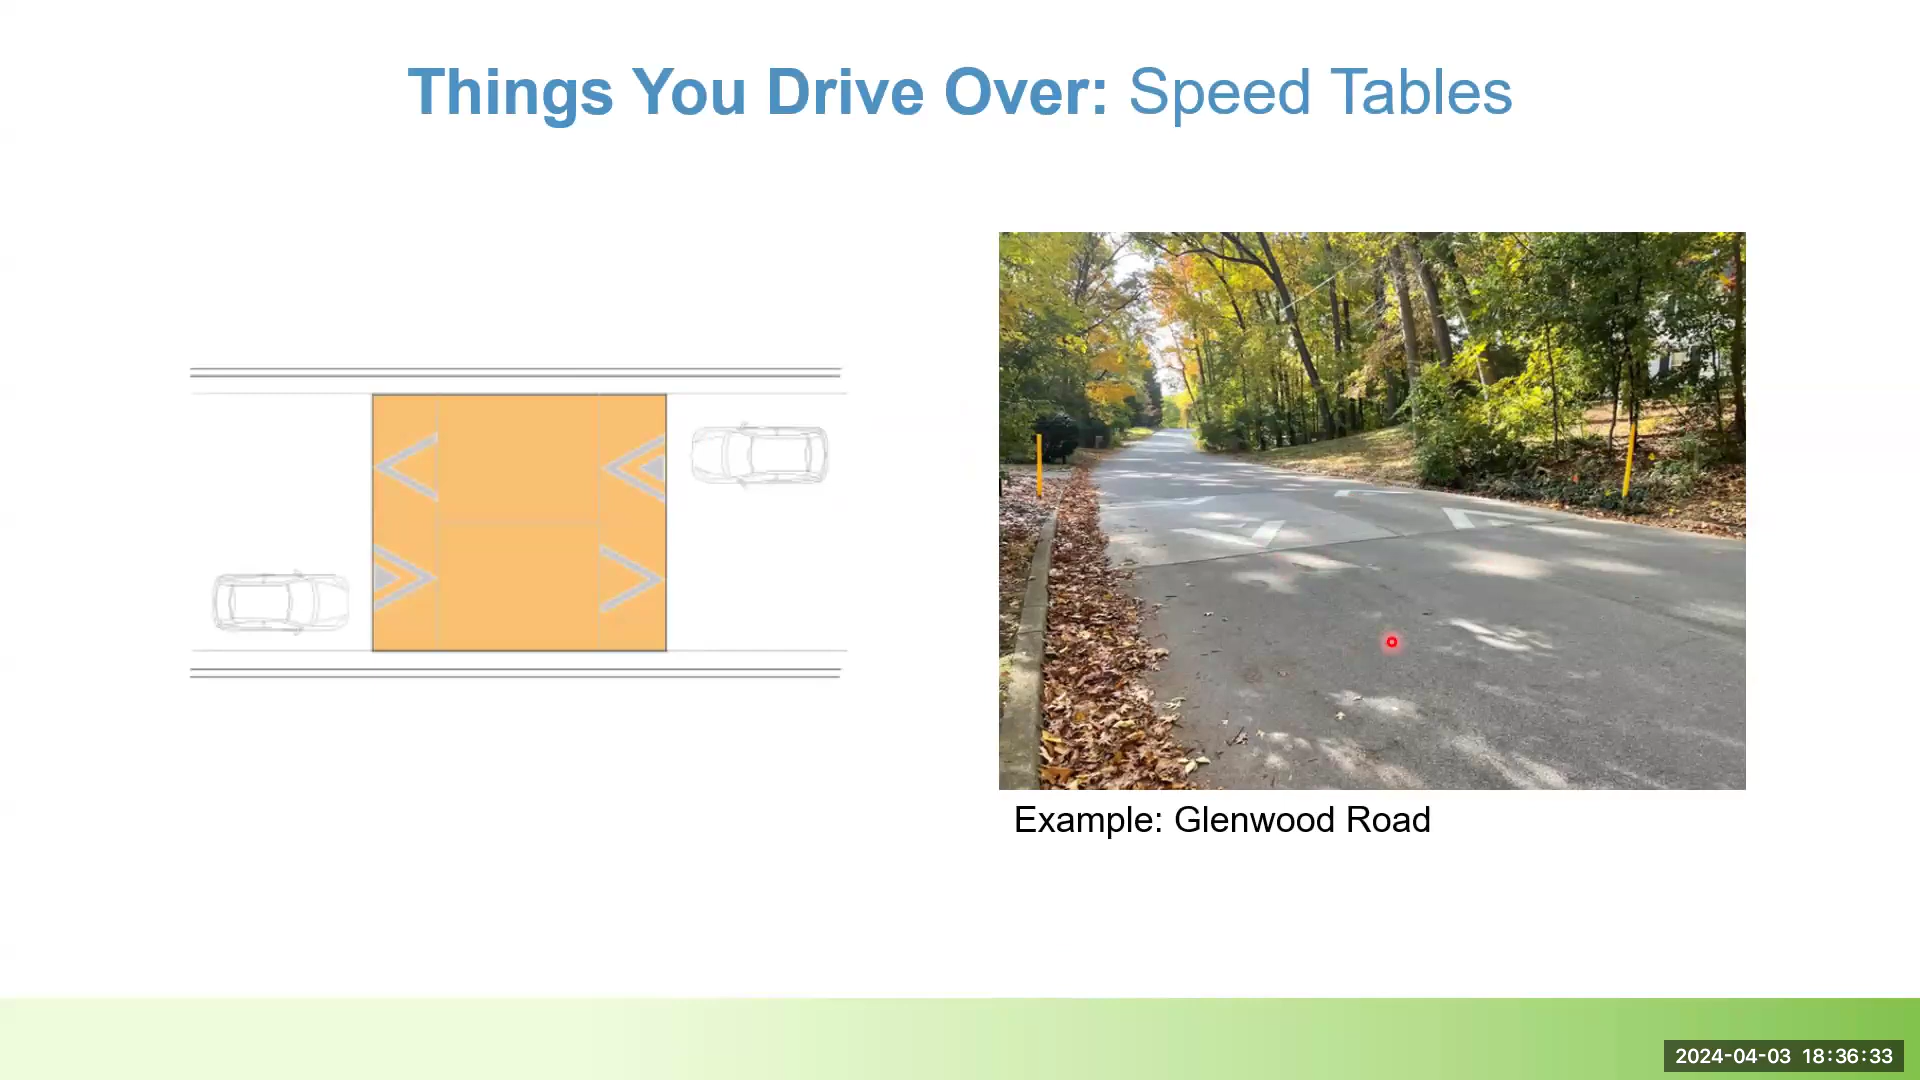 Things You Drive Over: Speed Tables
Example: Glenwood Road
2024-04-03 18:36:33